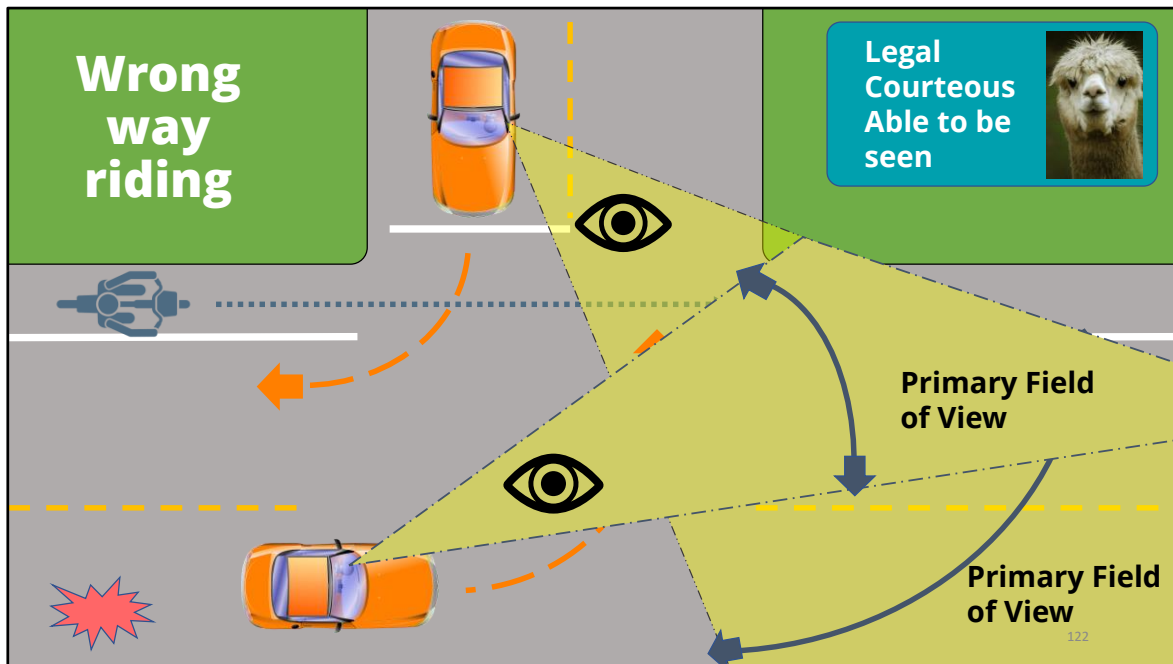 Wrong
way
riding
Legal
Courteous
Able to be
seen
Primary Field
of View
Primary Field
of View
122